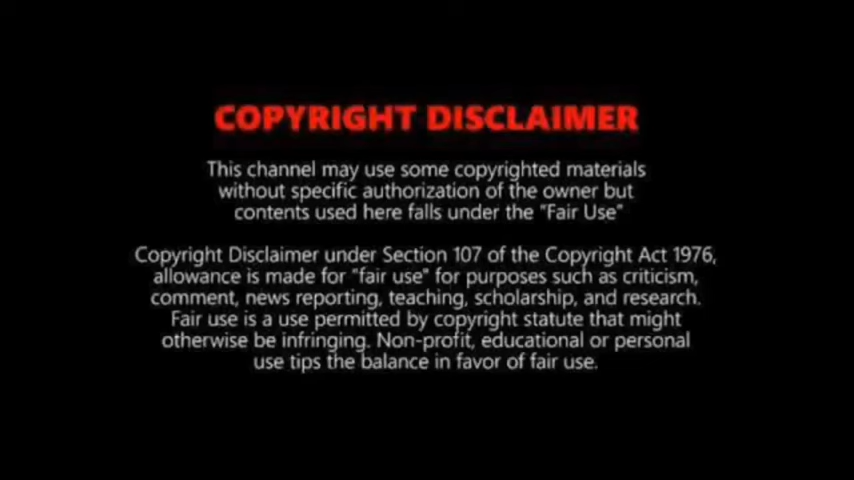 COPYRIGHT DISCLAIMER
This channel may use some copyrighted materials
without specific authorization of the owner but
contents used here falls under the "Fair Use"
Copyright Disclaimer under Section 107 of the Copyright Act 1976,
allowance is made for "fair use" for purposes such as criticism,
comment, news reporting, teaching, scholarship, and research.
Fair use is a use permitted by copyright statute that might
otherwise be infringing. Non-profit, educational or personal
use tips the balance in favor of fair use.